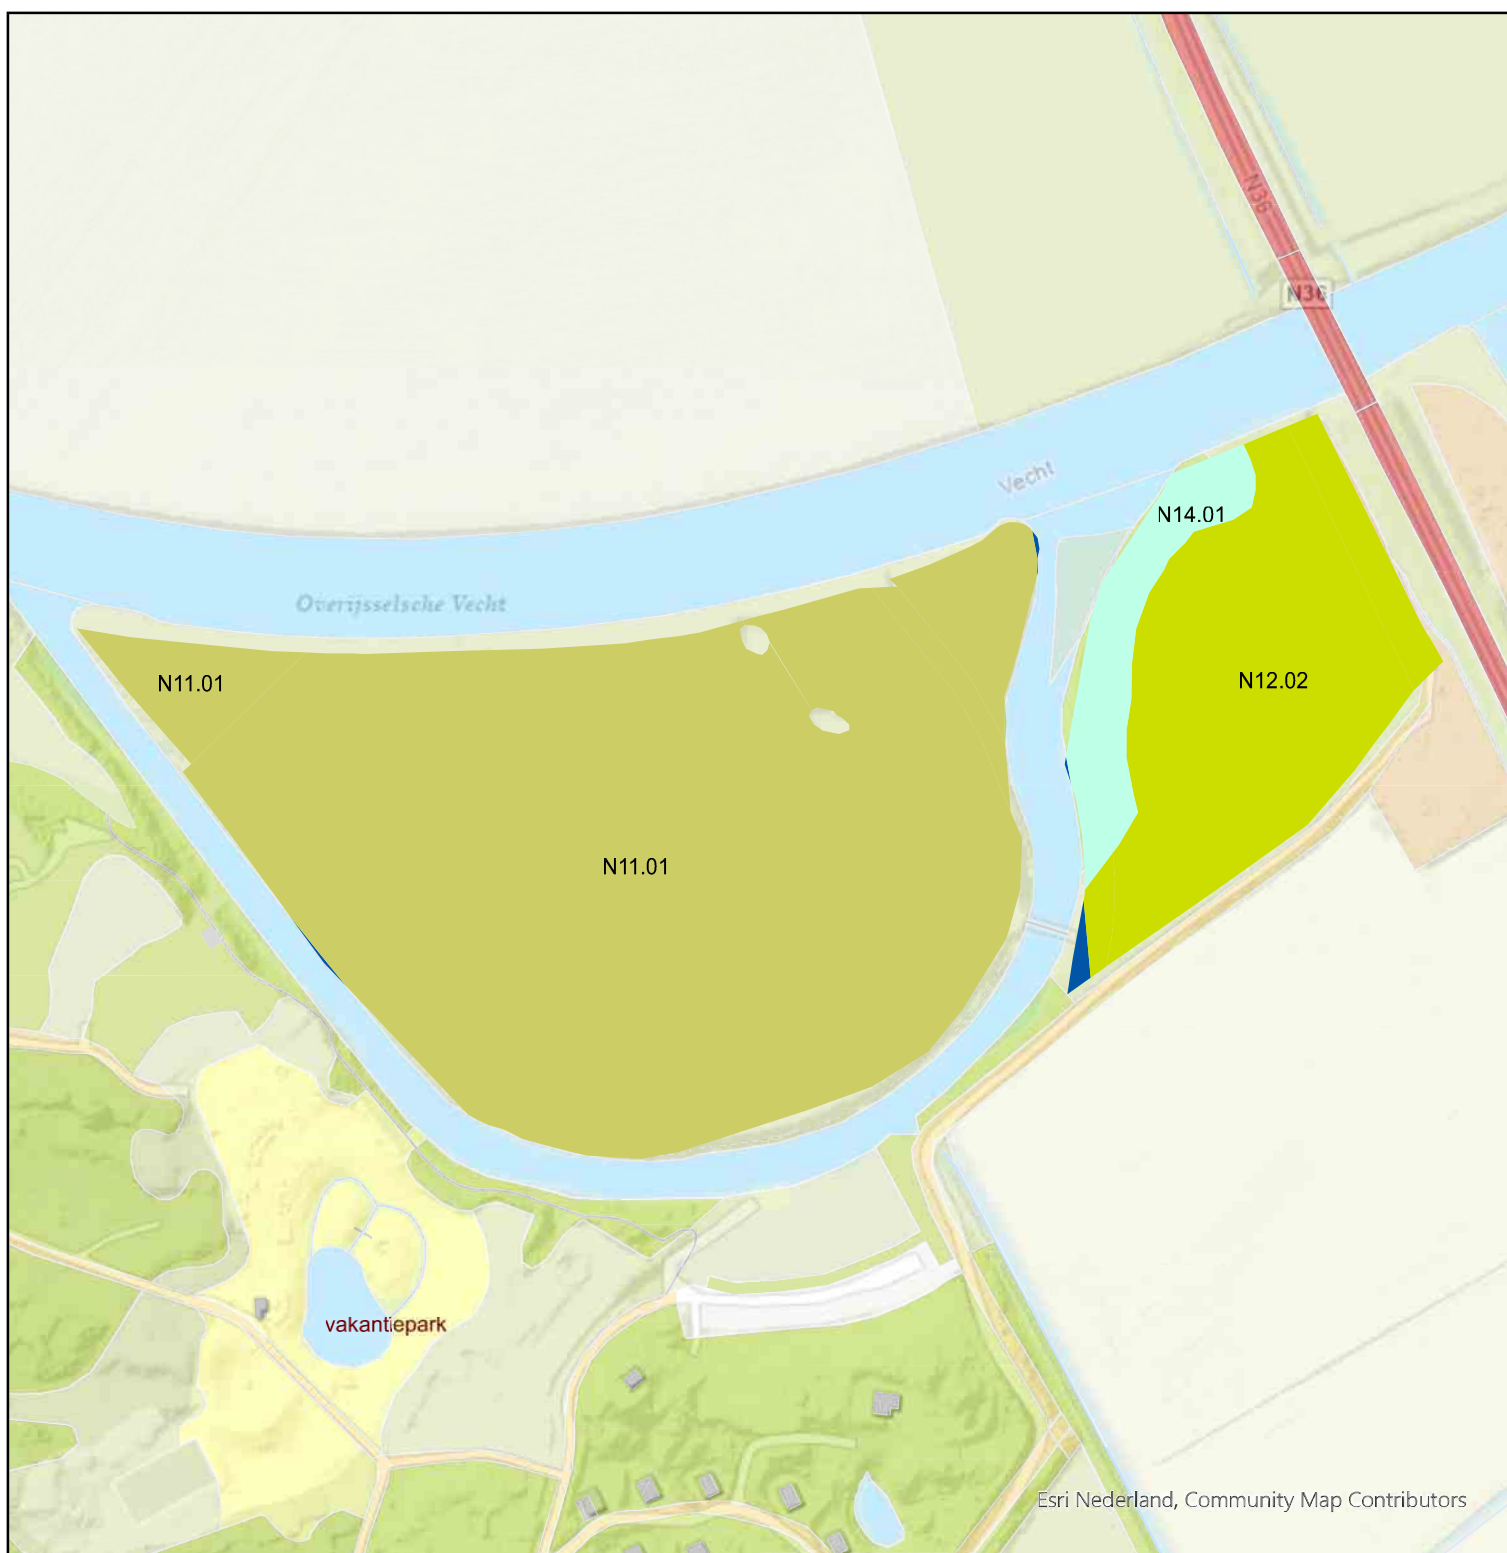 N36
N36
Vecht
N14.01
Overijsselsche Vecht
N11.01
N12.02
N11.01
vakantiepark
Esri Nederland, Community Map Contributors